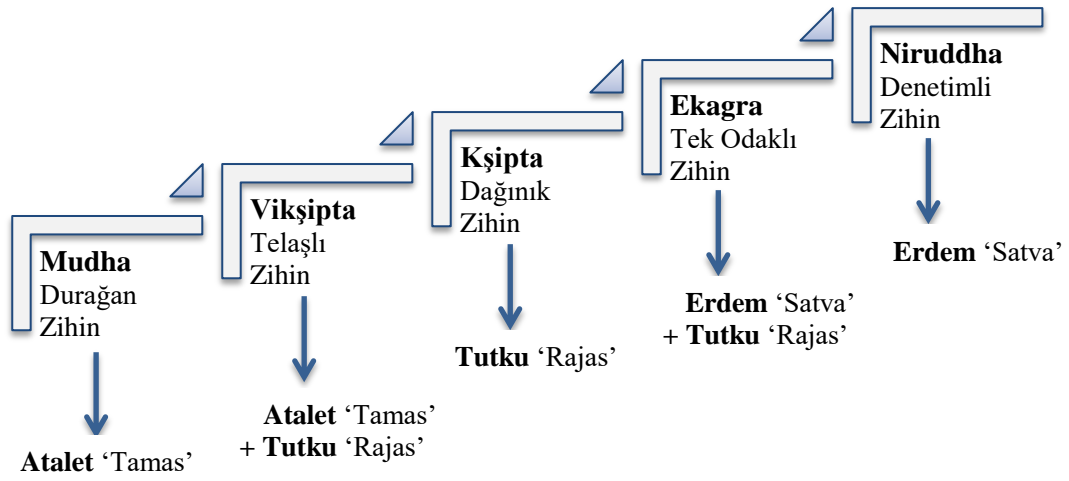 Mudha
Durağan
Zihin
Atalet ‘Tamas’
Vikşipta
Telaşlı
Zihin
Atalet ‘Tamas’
+ Tutku ‘Rajas’
Kşipta
Dağınık
Zihin
Tutku ‘Rajas’
Ekagra
Tek Odaklı
Zihin
Erdem ‘Satva’
+ Tutku ‘Rajas’
Niruddha
Denetimli
Zihin
Erdem ‘Satva’